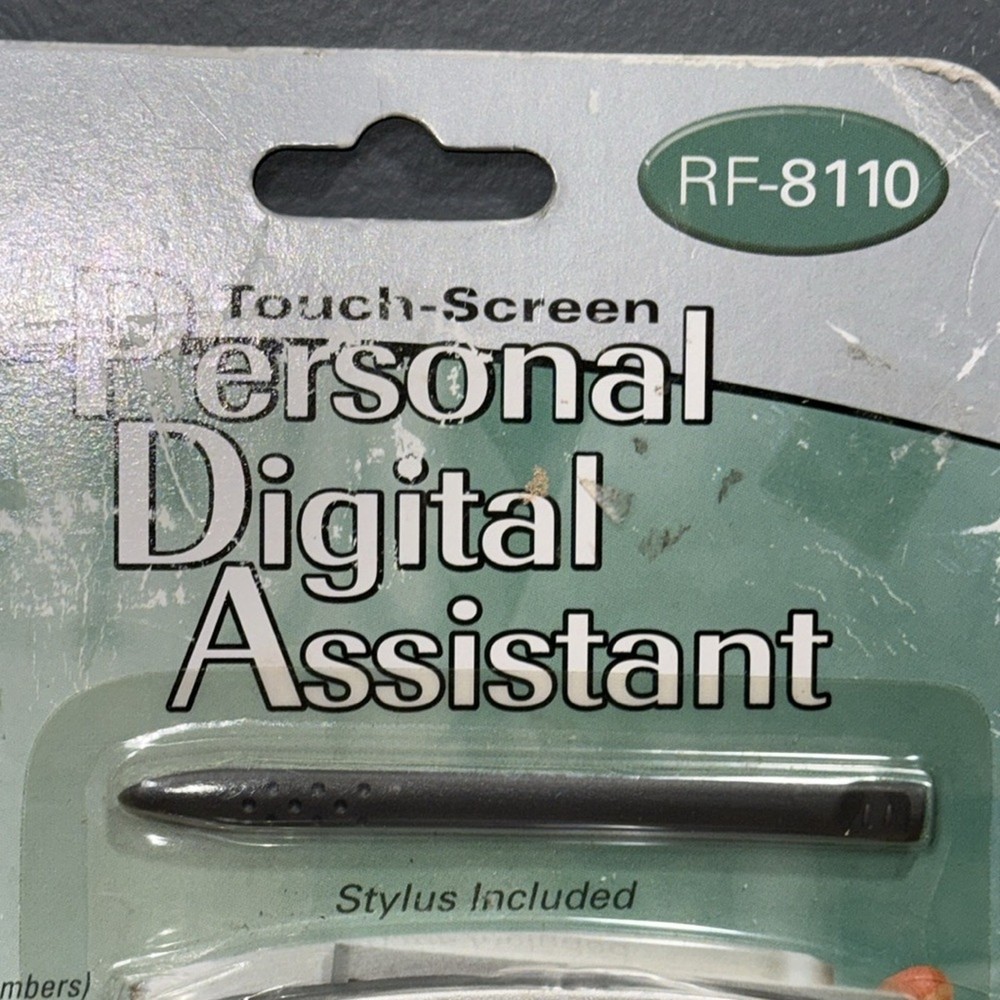 RF-8110
Touch-Screen
Personal
Digital
Assistant
Stylus Included
mbers)